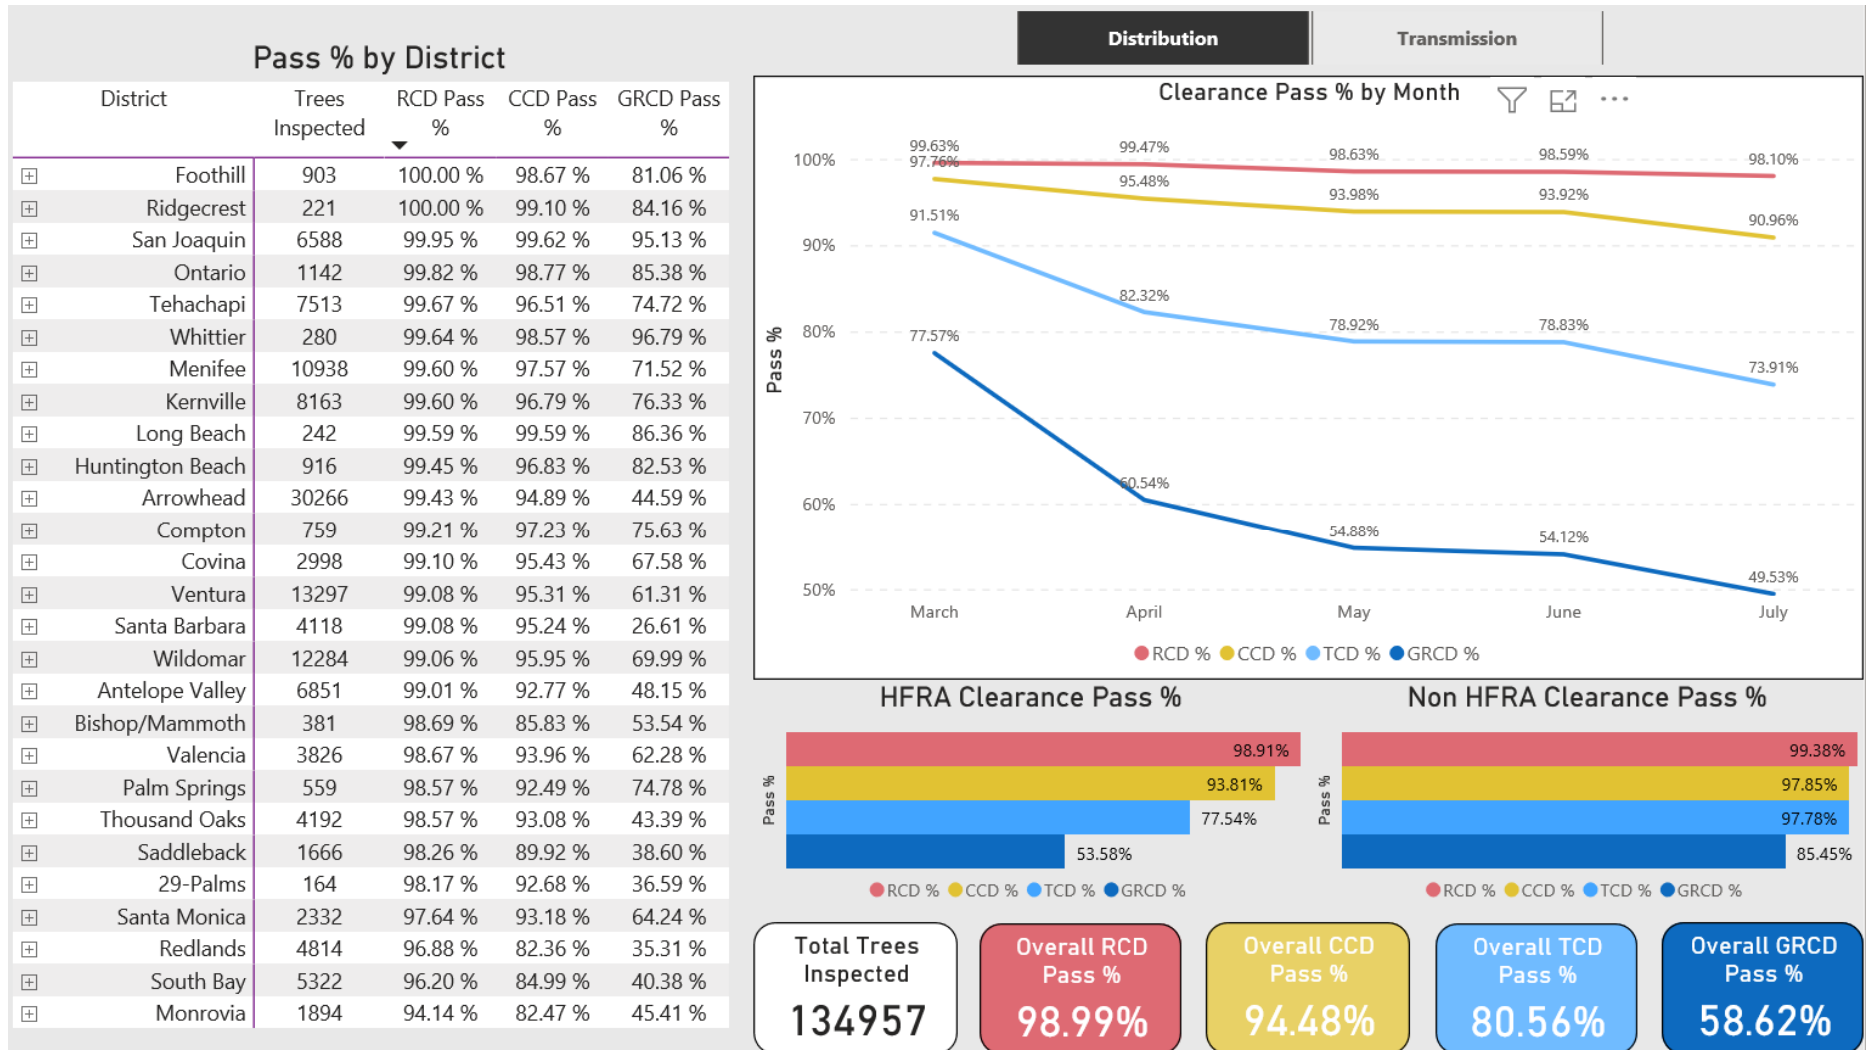 Pass % by District
District Trees Inspected RCD Pass % CCD Pass % GRCD Pass %
Foothill 903 100.00 % 98.67 % 81.06 %
Ridgecrest 221 100.00 % 99.10 % 84.16 %
San Joaquin 6588 99.95 % 99.62 % 95.13 %
Ontario 1142 99.82 % 98.77 % 85.38 %
Tehachapi 7513 99.67 % 96.51 % 74.72 %
Whittier 280 99.64 % 98.57 % 96.79 %
Menifee 10938 99.60 % 97.57 % 71.52 %
Kernville 8163 99.60 % 96.79 % 76.33 %
Long Beach 242 99.59 % 99.59 % 86.36 %
Huntington Beach 916 99.45 % 96.83 % 82.53 %
Arrowhead 30266 99.43 % 94.89 % 44.59 %
Compton 759 99.21 % 97.23 % 75.63 %
Covina 2998 99.10 % 95.43 % 67.58 %
Ventura 13297 99.08 % 95.31 % 61.31 %
Santa Barbara 4118 99.08 % 95.24 % 26.61 %
Wildomar 12284 99.06 % 95.95 % 69.99 %
Antelope Valley 6851 99.01 % 92.77 % 48.15 %
Bishop/Mammoth 381 98.69 % 85.83 % 53.54 %
Valencia 3826 98.67 % 93.96 % 62.28 %
Palm Springs 559 98.57 % 92.49 % 74.78 %
Thousand Oaks 4192 98.57 % 93.08 % 43.39 %
Saddleback 1666 98.26 % 89.92 % 38.60 %
29-Palms 164 98.17 % 92.68 % 36.59 %
Santa Monica 2332 97.64 % 93.18 % 64.24 %
Redlands 4814 96.88 % 82.36 % 35.31 %
South Bay 5322 96.20 % 84.99 % 40.38 %
Monrovia 1894 94.14 % 82.47 % 45.41 %
Distribution Transmission
Clearance Pass % by Month
Pass %
100%
90%
80%
70%
60%
50%
99.63% 99.47% 98.63% 98.59% 98.10%
97.76% 95.48% 93.98% 93.92% 90.96%
91.51% 82.32% 78.92% 78.83% 73.91%
77.57% 60.54% 54.88% 54.12% 49.53%
March April May June July
RCD % CCD % TCD % GRCD %
HFRA Clearance Pass %
Pass %
98.91%
93.81%
77.54%
53.58%
RCD % CCD % TCD % GRCD %
Non HFRA Clearance Pass %
Pass %
99.38%
97.85%
97.78%
85.45%
RCD % CCD % TCD % GRCD %
Total Trees
Inspected
134957
Overall RCD
Pass %
98.99%
Overall CCD
Pass %
94.48%
Overall TCD
Pass %
80.56%
Overall GRCD
Pass %
58.62%